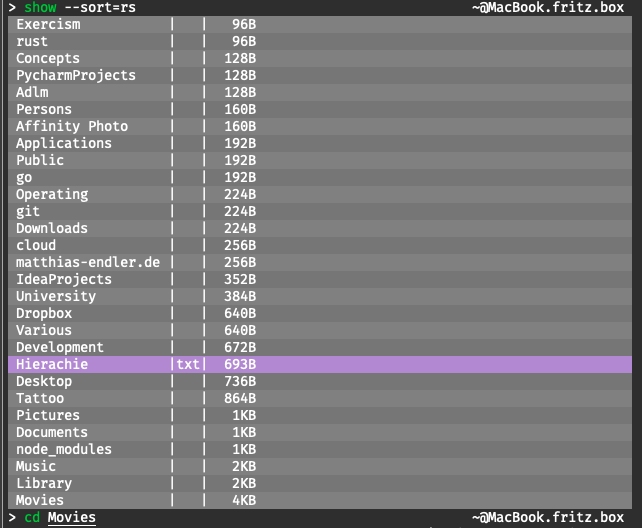 > show --sort=rs ~@MacBook.fritz.box
Exercism | | 96B
rust | | 96B
Concepts | | 128B
PycharmProjects | | 128B
Adlm | | 128B
Persons | | 160B
Affinity Photo | | 160B
Applications | | 192B
Public | | 192B
go | | 192B
Operating | | 224B
git | | 224B
Downloads | | 224B
cloud | | 256B
matthias-endler.de | | 256B
IdeaProjects | | 352B
University | | 384B
Dropbox | | 640B
Various | | 640B
Development | | 672B
Hierachie |txt| 693B
Desktop | | 736B
Tattoo | | 864B
Pictures | | 1KB
Documents | | 1KB
node_modules | | 1KB
Music | | 2KB
Library | | 2KB
Movies | | 4KB
> cd Movies ~@MacBook.fritz.box